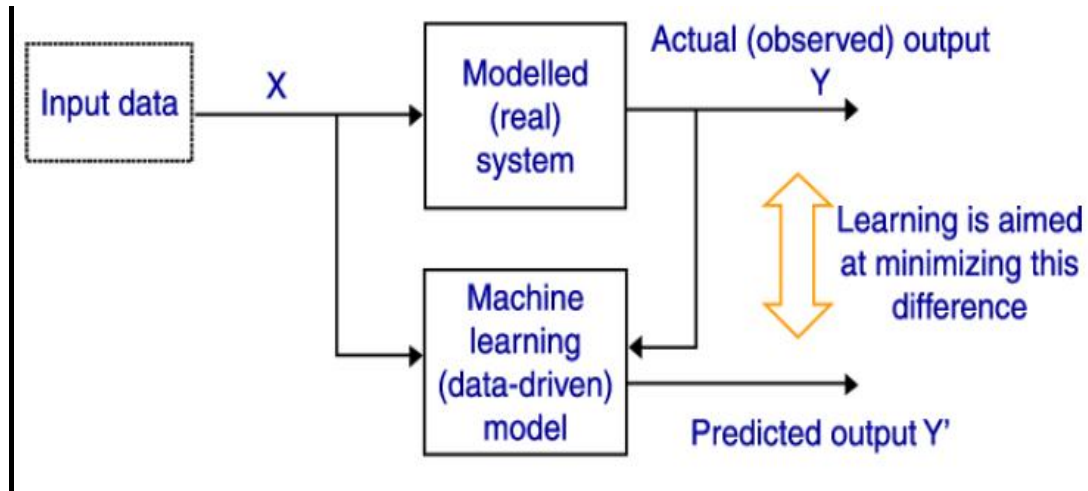 Input data
X
Modelled
(real)
system
Actual (observed) output
Y
Learning is aimed
at minimizing this
difference
Machine
learning
(data-driven)
model
Predicted output Y'